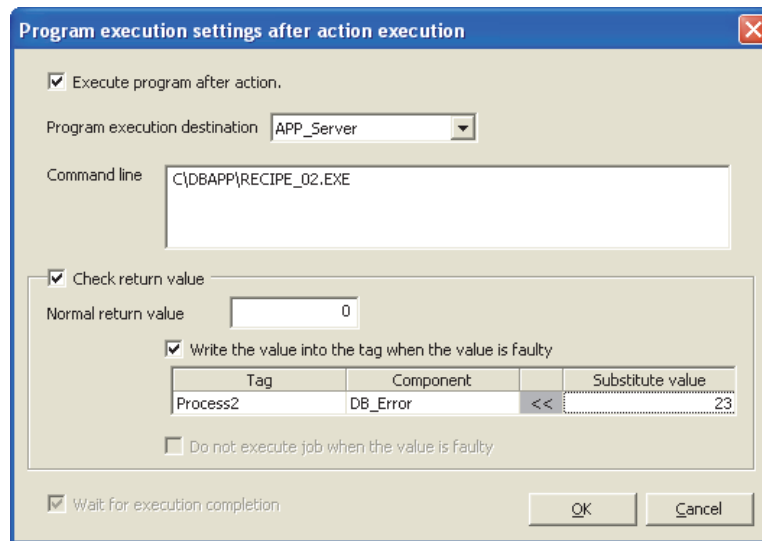 Program execution settings after action execution
Execute program after action.
Program execution destination APP_Server
Command line C\DBAPP\RECIPE_02.EXE
Check return value
Normal return value 0
Write the value into the tag when the value is faulty
Tag Component Substitute value
Process2 DB_Error << 23
Do not execute job when the value is faulty
Wait for execution completion OK Cancel